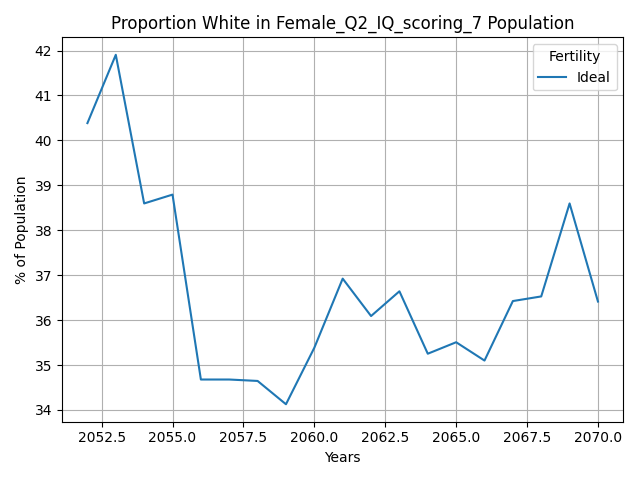 Proportion White in Female_Q2_IQ_scoring_7 Population
Fertility
Ideal
42
41
40
39
38
37
36
35
34
% of Population
2052.5 2055.0 2057.5 2060.0 2062.5 2065.0 2067.5 2070.0
Years